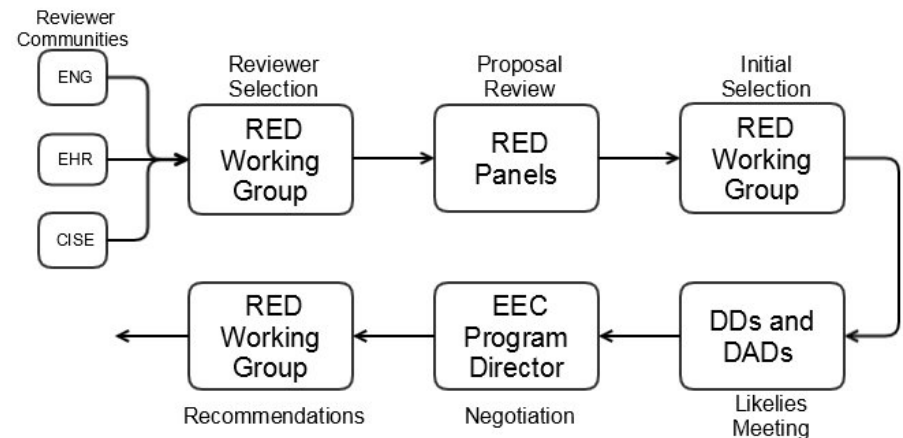 Reviewer
Communities
ENG
EHR
CISE
Reviewer
Selection
RED
Working
Group
Proposal
Review
RED
Panels
Initial
Selection
RED
Working
Group
DDs and
DADs
Likelies
Meeting
EEC
Program
Director
Negotiation
RED
Working
Group
Recommendations